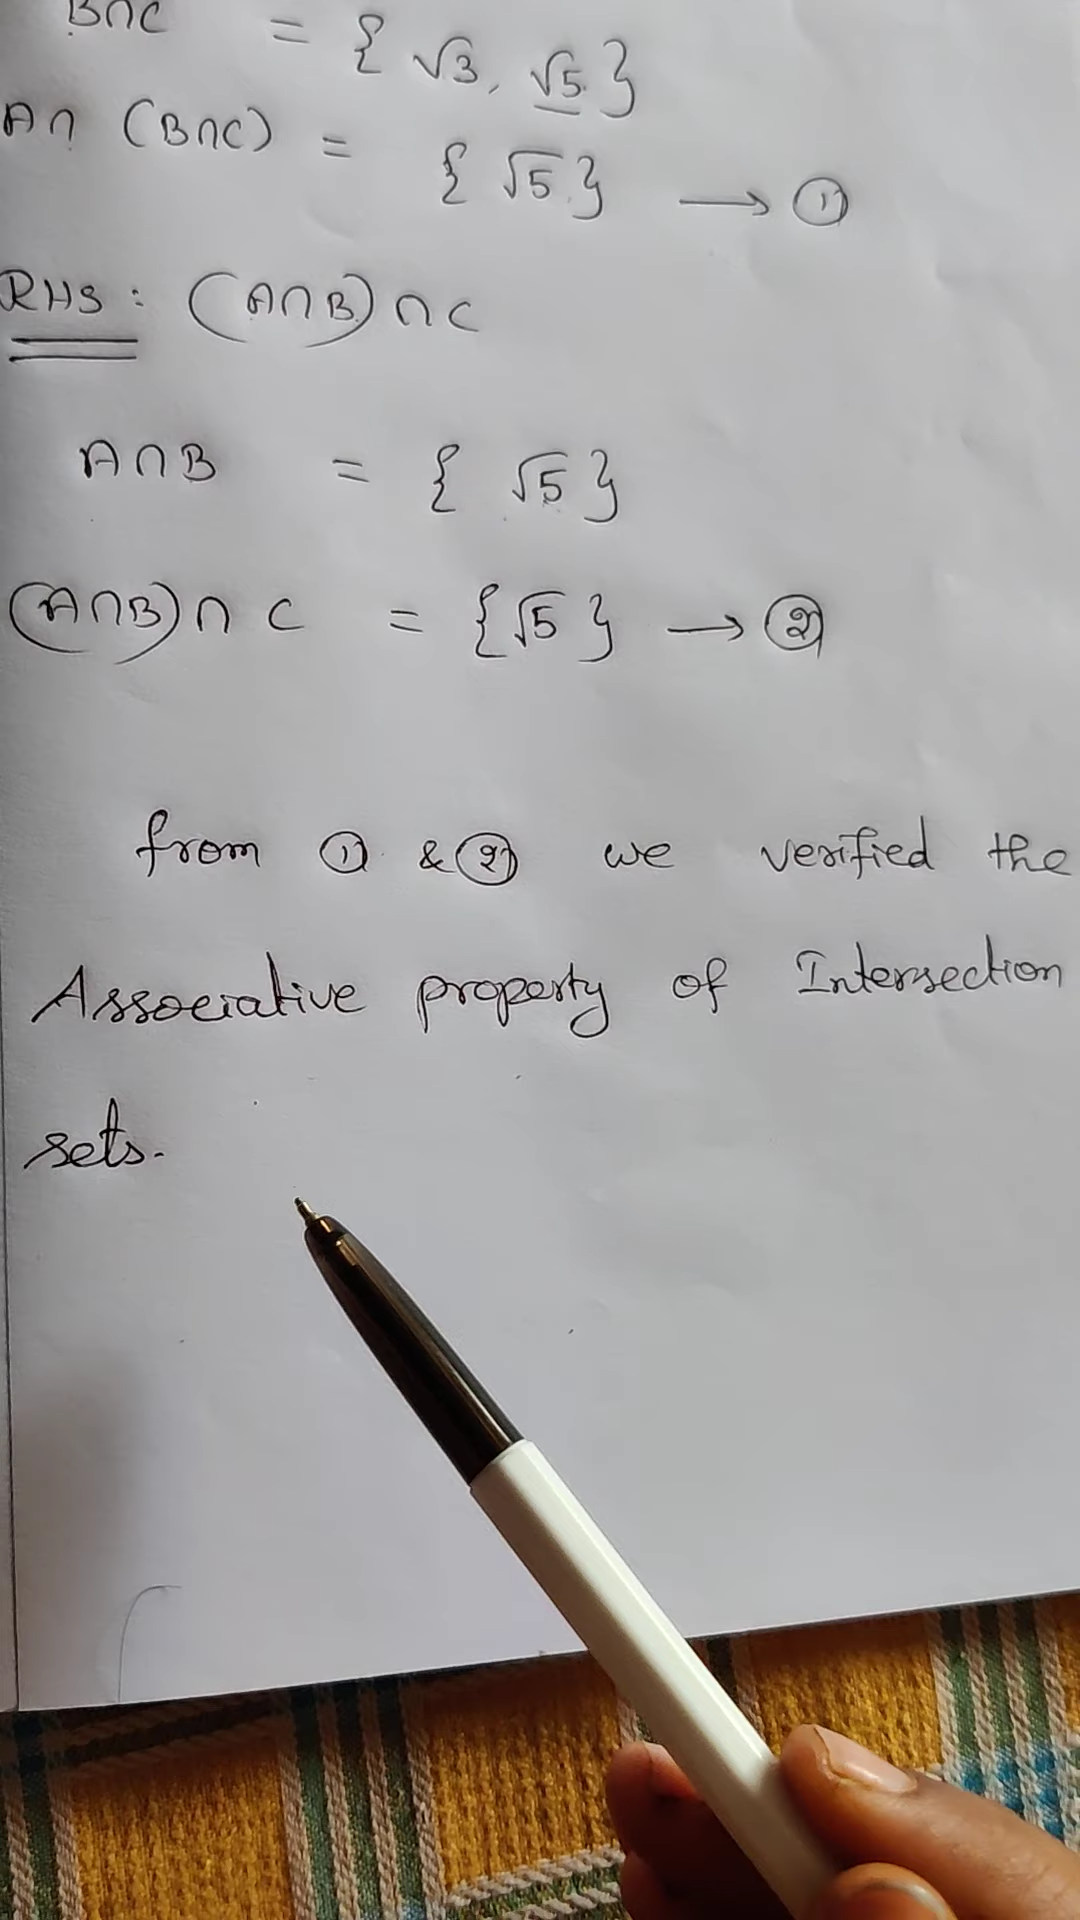 B∩C = { √3, √5 }
A∩ (B∩C) = { √5 } → ①
RHS : (A∩B) ∩ C
A∩B = { √5 }
(A∩B) ∩ C = {√5 } → ②
from ① & ② we verified the
Associative property of Intersection
sets.